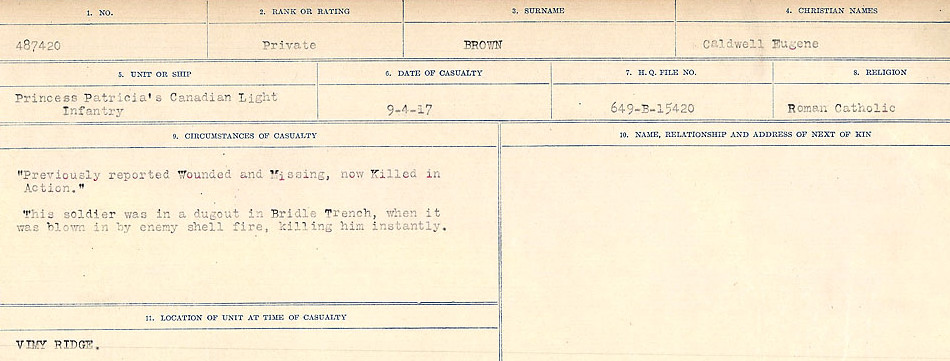 1. NO. 2. RANK OR RATING 3. SURNAME 4. CHRISTIAN NAMES
487420 Private BROWN Caldwell Eugene
5. UNIT OR SHIP 6. DATE OF CASUALTY 7. H.Q. FILE NO. 8. RELIGION
Princess Patricia's Canadian Light
Infantry 9-4-17 649-B-15420 Roman Catholic
9. CIRCUMSTANCES OF CASUALTY 10. NAME, RELATIONSHIP AND ADDRESS OF NEXT OF KIN
"Previously reported Wounded and Missing, now Killed in
Action."
This soldier was in a dugout in Bridle Trench, when it
was blown in by enemy shell fire, killing him instantly.
11. LOCATION OF UNIT AT TIME OF CASUALTY
VIMY RIDGE.